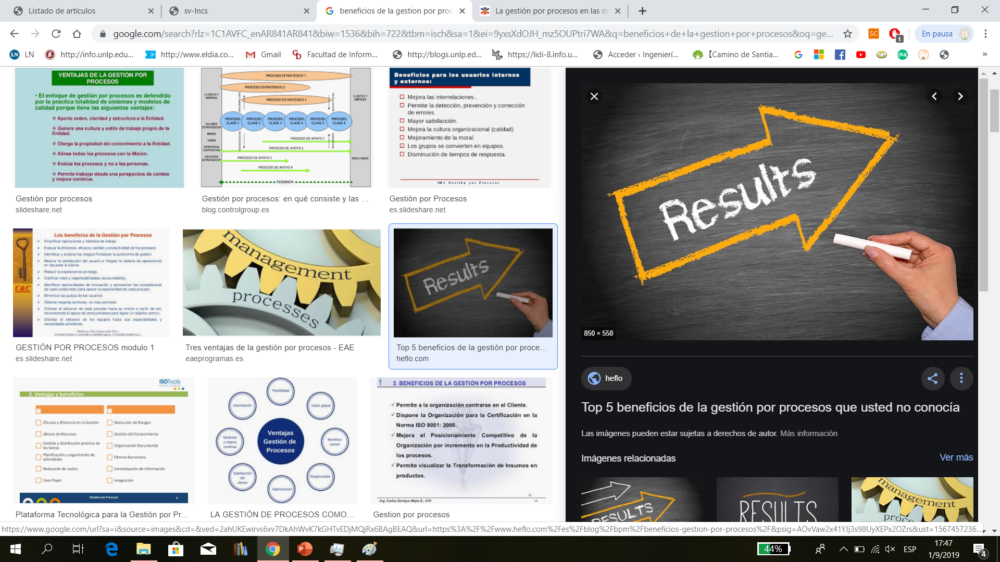 Listado de artículos
sv-lncs
beneficios de la gestion por proc
La gestión por procesos en las or
google.com/search?rlz=1C1AVFC_enAR841AR841&biw=1536&bih=722&tbm=isch&sa=1&ei=9yxsXdOJH_mz5OUPtri7WA&q=beneficios+de+la+gestion+por+procesos&oq=ge...
SC
1
En pausa
LN
http://info.unlp.edu...
http://www.eldia.co...
Gmail
Facultad de Inform...
http://blogs.unlp.ed...
https://lidi-8.info.u...
Acceder ‹ Ingenierí...
【Camino de Santia...
»
VENTAJAS DE LA GESTIÓN POR
PROCESOS
• El enfoque de gestión por procesos es defendido
por la práctica totalidad de sistemas y modelos de
calidad porque tiene las siguientes ventajas:
❖ Aporta orden, claridad y estructura a la Entidad.
❖ Genera una cultura y estilo de trabajo propio de la
Entidad.
❖ Otorga la propiedad del conocimiento a la Entidad.
❖ Alinea todos los procesos con la Misión.
❖ Evalúa los procesos y no a las personas.
❖ Permite trabajar desde una perspectiva de cambio
y mejora continua.
Gestión por procesos
slideshare.net
PROCESO ESTRATÉGICO 1
PROCESO ESTRATÉGICO 2
PROCESO ESTRATÉGICO 3
CLIENTES Y
EMPRESA
CLIENTES Y
EMPRESA
PROCESO
CLAVE 1
PROCESO
CLAVE 2
PROCESO
CLAVE 3
PROCESO
CLAVE 4
PROCESO
CLAVE 5
PROCESO
CLAVE 6
VALORES
ESTRATÉGICOS
MISIÓN
VISIÓN
ESTRATEGIA
CORPORATIVA
OBJETIVOS
ESTRATÉGICOS
PROCESO DE APOYO 1
PROCESO DE APOYO 2
PROCESO DE APOYO 3
PROCESO DE APOYO 4
RESULTADOS
FEEDBACK
Gestión por procesos: en qué consiste y las ...
blog.controlgroup.es
Beneficios para los usuarios internos
y externos:
Mejora las interrelaciones..
Permite la detección, prevención y corrección
de errores.
Mayor satisfacción.
Mejora la cultura organizacional (calidad)
Mejoramiento de la moral.
Los grupos se convierten en equipos.
Disminución de tiempos de respuesta.
Gestión por Procesos
Gestión por Procesos
es.slideshare.net
Los beneficios de la Gestión por Procesos
Simplificar operaciones y métodos de trabajo
Evaluar la eficiencia, eficacia, calidad y productividad de los procesos
Identificar y analizar los riesgos Fortalecer la autonomía de gestión
Mejorar la satisfacción del usuario e integrar la cadena de operaciones
en respuesta al cliente.
Reducir la exposiciones al riesgo
Clarificar roles y responsabilidades (accountability).
Identificar oportunidades de innovación y aprovechar las competencias
de cada colaborador para operar la especialidad de cada proceso
Minimizar las quejas de los usuarios
Obtener mejores controles no más controles
Orientar el esfuerzo de cada proceso hacia su misión o razón de ser,
reconociendo el apoyo de otros procesos para lograr un objetivo común.
Orientar el esfuerzo de los equipos hacia sus especialidades y
necesidades prioritarias
C&C
(CONSULTORIA Y ASESORIA EMPRESARIAL Y GUBERNAMENTAL)
GESTIÓN POR PROCESOS modulo 1
es.slideshare.net
management
processes
Tres ventajas de la gestión por procesos - EAE
eaeprogramas.es
Results
Top 5 beneficios de la gestión por proce...
heflo.com
ISOTools
EXCELLENCE
2. Ventajas y beneficios
Eficacia y Eficiencia en la Gestión
Ahorro de Recursos
Gestión y distribución práctica de
las tareas
Planificación y seguimiento de
actividades
Reducción de costos
Cero Papel
Reducción de Riesgos
Gestión del Conocimiento
Organización Documental
Elimina Burocracia
Centralización de información
Integración
Gestión por Procesos
4
Plataforma Tecnológica para la Gestión por Pr...
Flexibilidad
Interrelación
Visión global
Medición
y mejora
continua
Ventajas
Gestión de
Procesos
Beneficio
común
Satisfacción
del
cliente
Responsable
Optimización
LA GESTIÓN DE PROCESOS COMO...
3. BENEFICIOS DE LA GESTIÓN POR PROCESOS
✓Permite a la organización centrarse en el Cliente.
✓Dispone la Organización para la Certificación en la
Norma ISO 9001: 2000.
✓Mejora el Posicionamiento Competitivo de la
Organización por incremento en la Productividad de
los procesos.
✓Permite visualizar la Transformación de Insumos en
productos.
Ing. Carlos Enrique Mejía R., CIO
36
Gestion por procesos
Results
850 × 558
heflo
Top 5 beneficios de la gestión por procesos que usted no conocía
Las imágenes pueden estar sujetas a derechos de autor. Más información
Imágenes relacionadas
Ver más
RESULTS
RESULTS
management
https://www.google.com/url?sa=i&source=images&cd=&ved=2ahUKEwirvs6xv7DkAhWvK7kGHTvEDjMQjRx6BAgBEAQ&url=https%3A%2F%2Fwww.heflo.com%2Fes%2Fblog%2Fbpm%2Fbeneficios-gestion-por-procesos%2F&psig=AOvVaw2x41YJj3s98UyXEPx2OZrs&ust=1567457236...
44%
ESP
17:47
1/9/2019
4